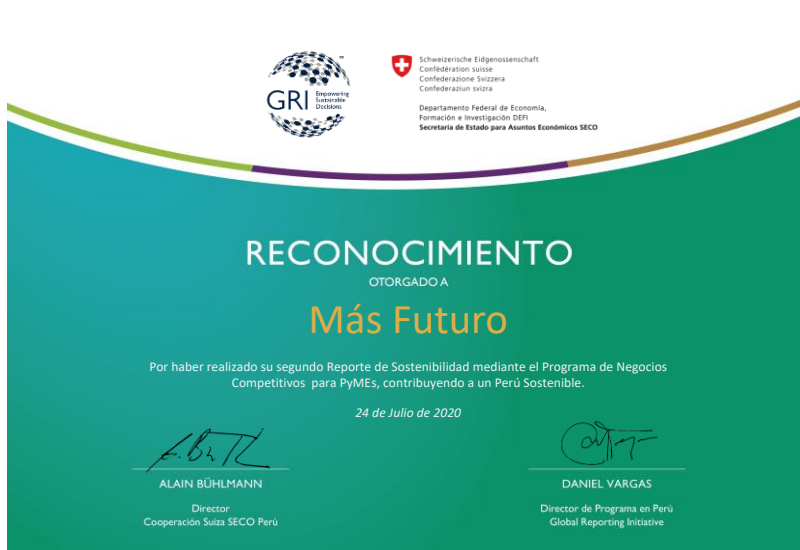 GRI
Empowering
Sustainable
Decisions
Schweizerische Eidgenossenschaft
Confédération suisse
Confederazione Svizzera
Confederaziun svizra
Departamento Federal de Economía,
Formación e Investigación DEFI
Secretaría de Estado para Asuntos Económicos SECO
RECONOCIMIENTO
OTORGADO A
Más Futuro
Por haber realizado su segundo Reporte de Sostenibilidad mediante el Programa de Negocios
Competitivos para PyMEs, contribuyendo a un Perú Sostenible.
24 de Julio de 2020
ALAIN BÜHLMANN
Director
Cooperación Suiza SECO Perú
DANIEL VARGAS
Director de Programa en Perú
Global Reporting Initiative